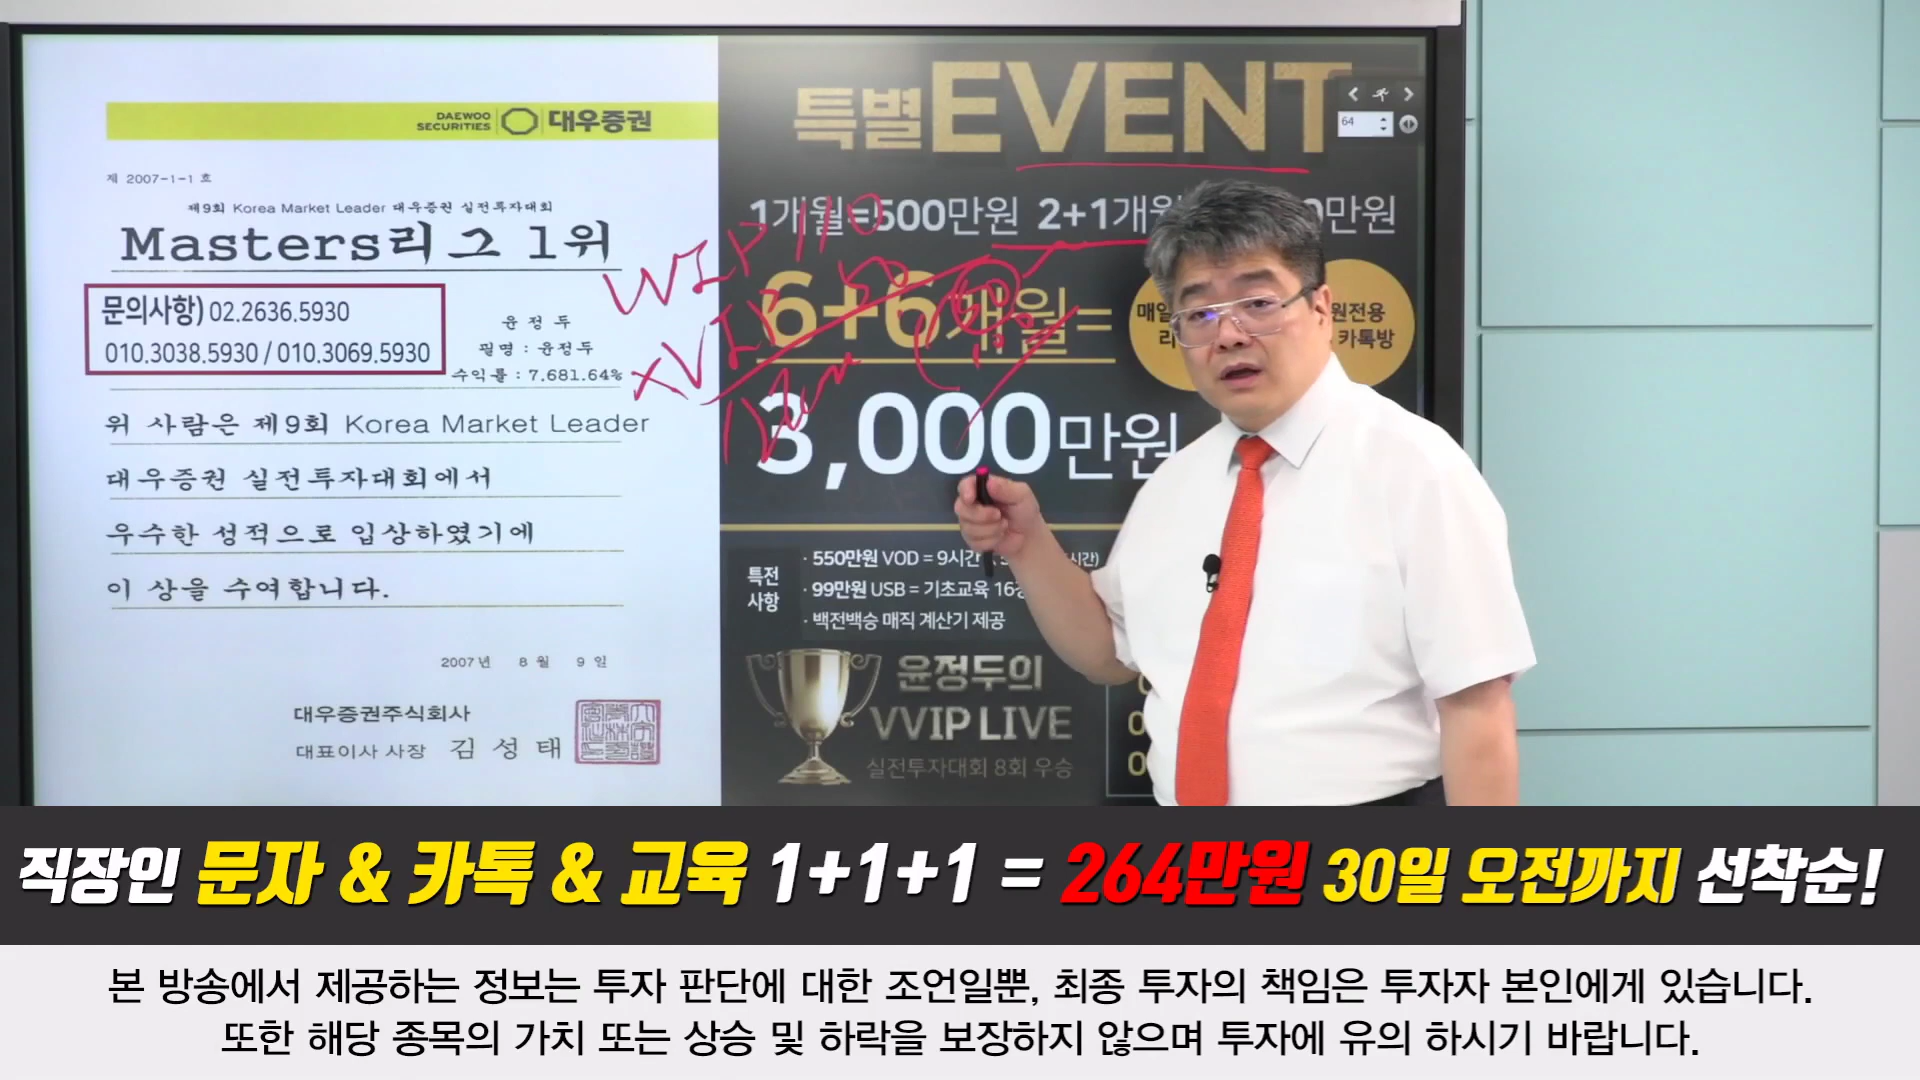 DAEWOO SECURITIES 대우증권
제 2007-1-1 호
제9회 Korea Market Leader 대우증권 실전투자대회
Masters리그 1위
문의사항) 02.2636.5930
010.3038.5930 / 010.3069.5930
윤 정 두
필명 : 윤정두
수익률 : 7,681.64%
위 사람은 제9회 Korea Market Leader
대우증권 실전투자대회에서
우수한 성적으로 입상하였기에
이 상을 수여합니다.
2007년 8월 9일
대우증권주식회사
대표이사 사장 김 성 태
특별EVENT
64
1개월=500만원 2+1개월
0만원
6+6개월=
매일
원전용
카톡방
3,000만원
VVIP 110
50
특전
사항
· 550만원 VOD = 9시간
시간)
· 99만원 USB = 기초교육 16강
· 백전백승 매직 계산기 제공
윤정두의
VVIP LIVE
실전투자대회 8회 우승
직장인 문자 & 카톡 & 교육 1+1+1 = 264만원 30일 오전까지 선착순!
본 방송에서 제공하는 정보는 투자 판단에 대한 조언일뿐, 최종 투자의 책임은 투자자 본인에게 있습니다.
또한 해당 종목의 가치 또는 상승 및 하락을 보장하지 않으며 투자에 유의 하시기 바랍니다.